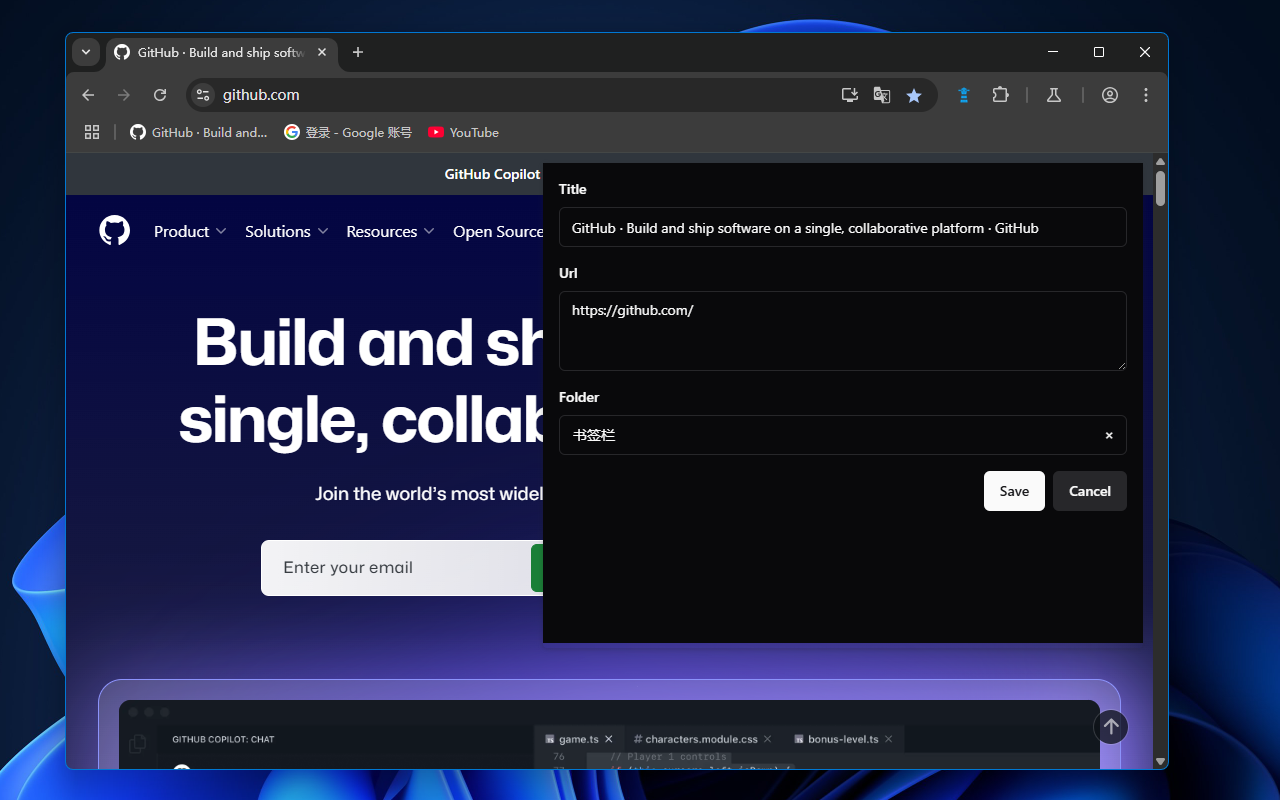 GitHub · Build and ship softw
github.com
GitHub · Build and...
登录 - Google 账号
YouTube
GitHub Copilot
Product
Solutions
Resources
Open Source
Build and sh
single, collab
Join the world's most widel
Enter your email
Title
GitHub · Build and ship software on a single, collaborative platform · GitHub
Url
https://github.com/
Folder
书签栏
Save
Cancel
GITHUB COPILOT: CHAT
game.ts
# characters.module.css
bonus-level.ts
76 // Player 1 controls